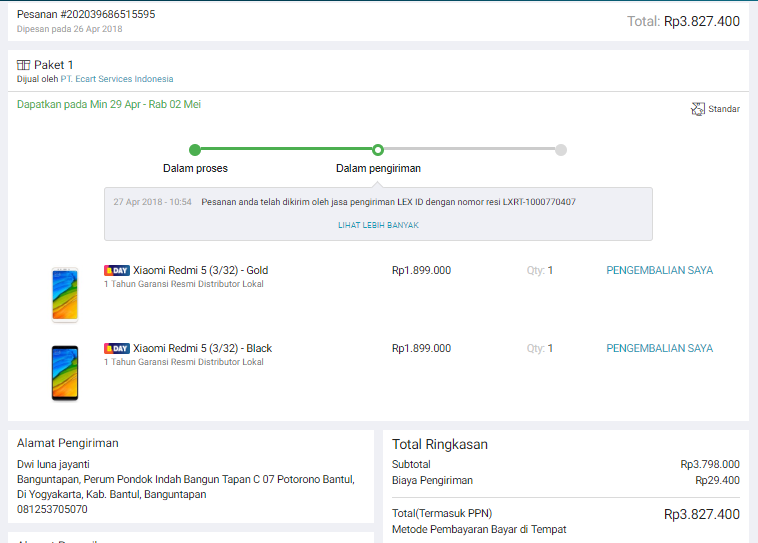 Pesanan #202039686515595
Dipesan pada 26 Apr 2018
Total: Rp3.827.400
Paket 1
Dijual oleh PT. Ecart Services Indonesia
Dapatkan pada Min 29 Apr - Rab 02 Mei
Standar
Dalam proses
Dalam pengiriman
27 Apr 2018 - 10:54 Pesanan anda telah dikirim oleh jasa pengiriman LEX ID dengan nomor resi LXRT-1000770407
LIHAT LEBIH BANYAK
DAY Xiaomi Redmi 5 (3/32) - Gold Rp1.899.000 Qty: 1 PENGEMBALIAN SAYA
1 Tahun Garansi Resmi Distributor Lokal
DAY Xiaomi Redmi 5 (3/32) - Black Rp1.899.000 Qty: 1 PENGEMBALIAN SAYA
1 Tahun Garansi Resmi Distributor Lokal
Alamat Pengiriman
Dwi luna jayanti
Banguntapan, Perum Pondok Indah Bangun Tapan C 07 Potorono Bantul,
Di Yogyakarta, Kab. Bantul, Banguntapan
081253705070
Total Ringkasan
Subtotal Rp3.798.000
Biaya Pengiriman Rp29.400
Total(Termasuk PPN) Rp3.827.400
Metode Pembayaran Bayar di Tempat